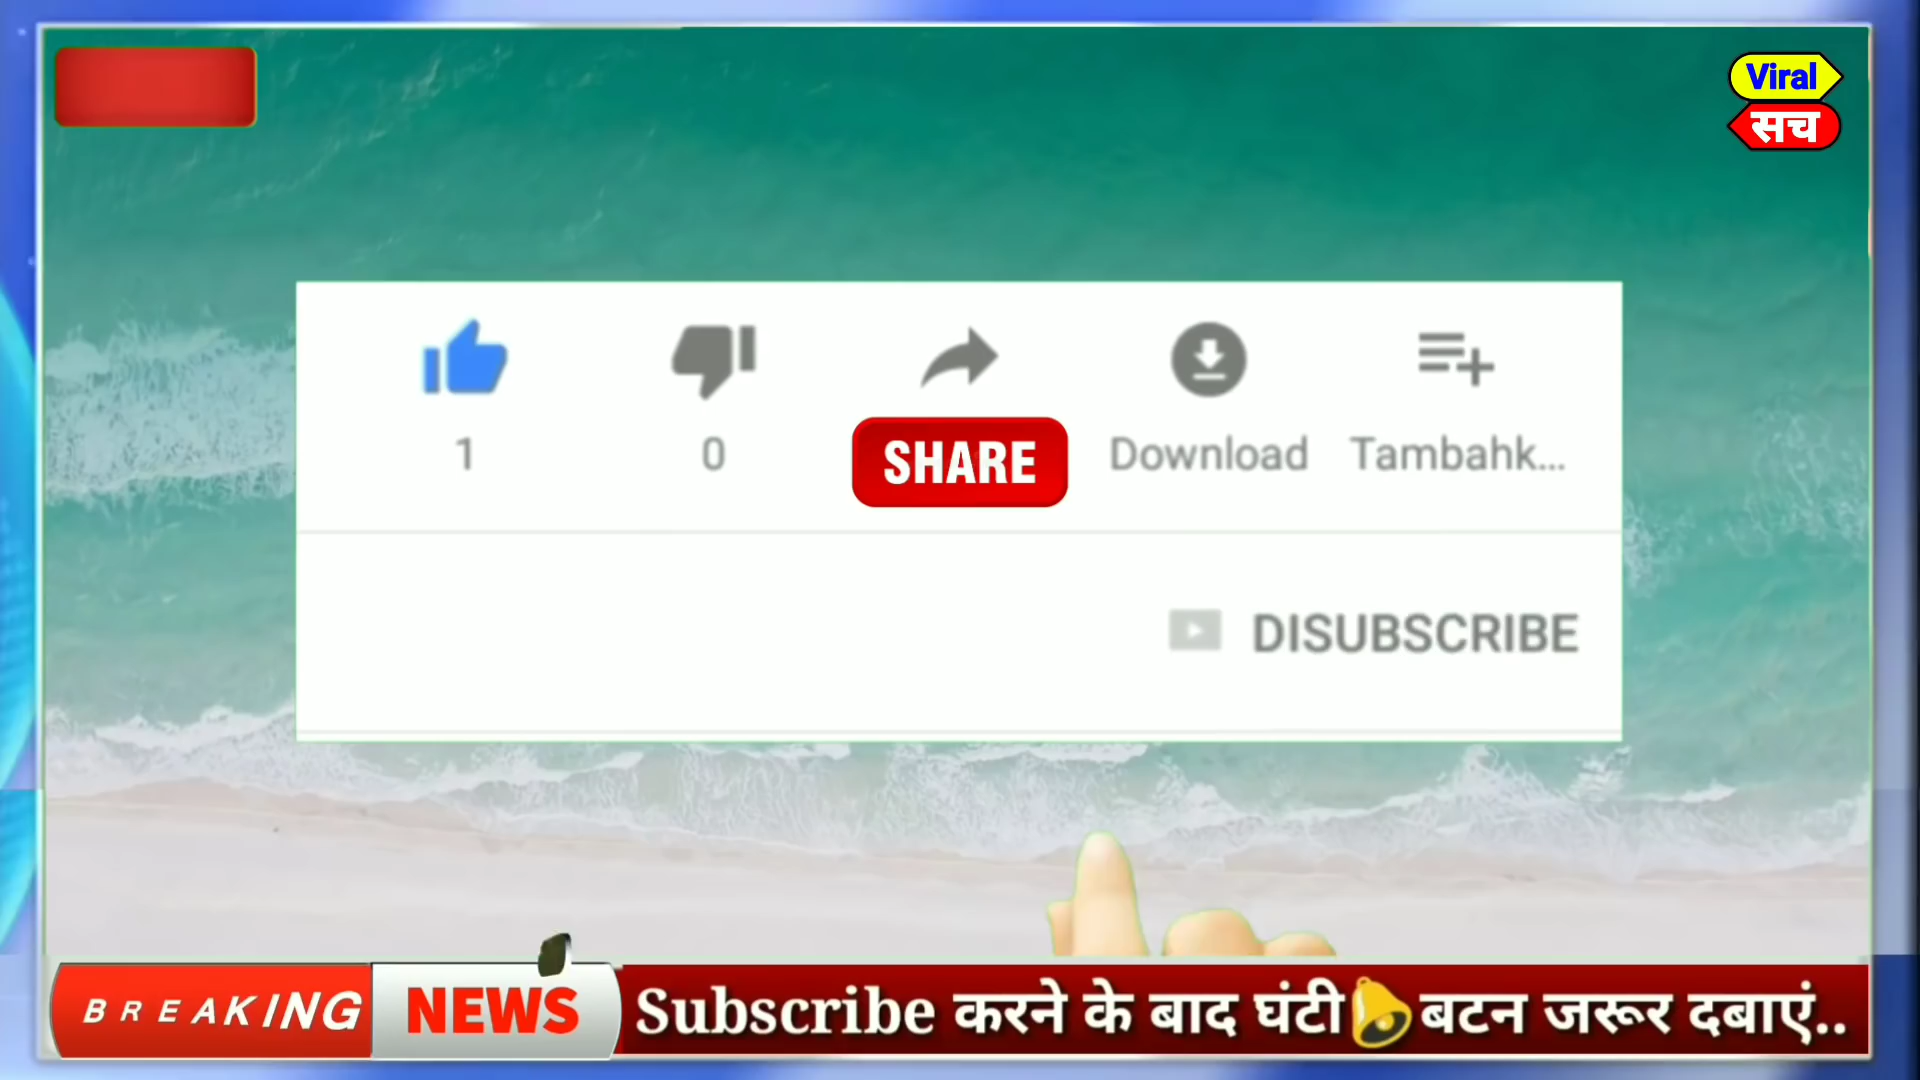 Viral
सच
1
0
SHARE
Download
Tambahk...
DISUBSCRIBE
BREAKING NEWS
Subscribe करने के बाद घंटी🔔बटन जरूर दबाएं..